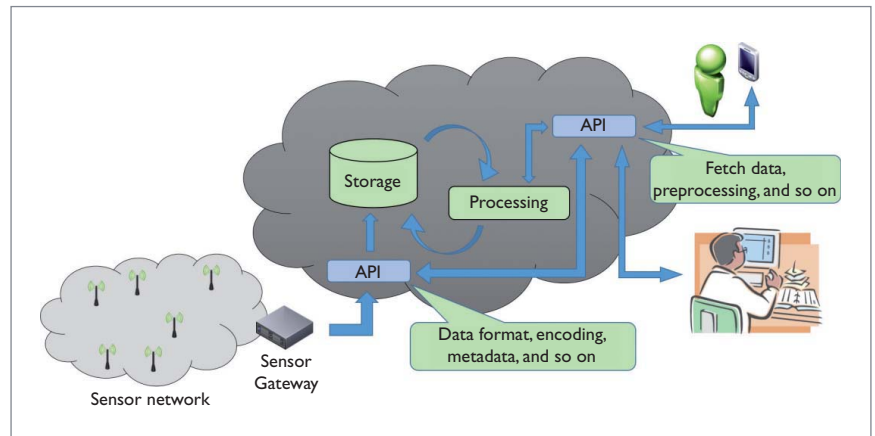 API
Fetch data,
preprocessing, and so on
Storage
Processing
API
Data format, encoding,
metadata, and so on
Sensor
Gateway
Sensor network